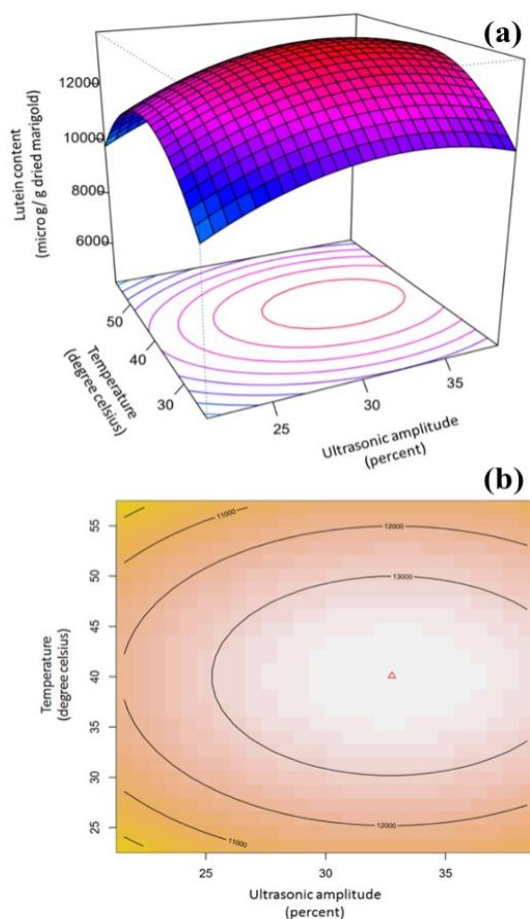 (a)
12000
10000
8000
6000
Lutein content
(micro g/ g dried marigold)
50
40
30
Temperature
(degree celsius)
25
30
35
Ultrasonic amplitude
(percent)
(b)
55
50
45
40
35
30
25
Temperature
(degree celsius)
11000
12000
13000
12000
11000
25
30
35
Ultrasonic amplitude
(percent)